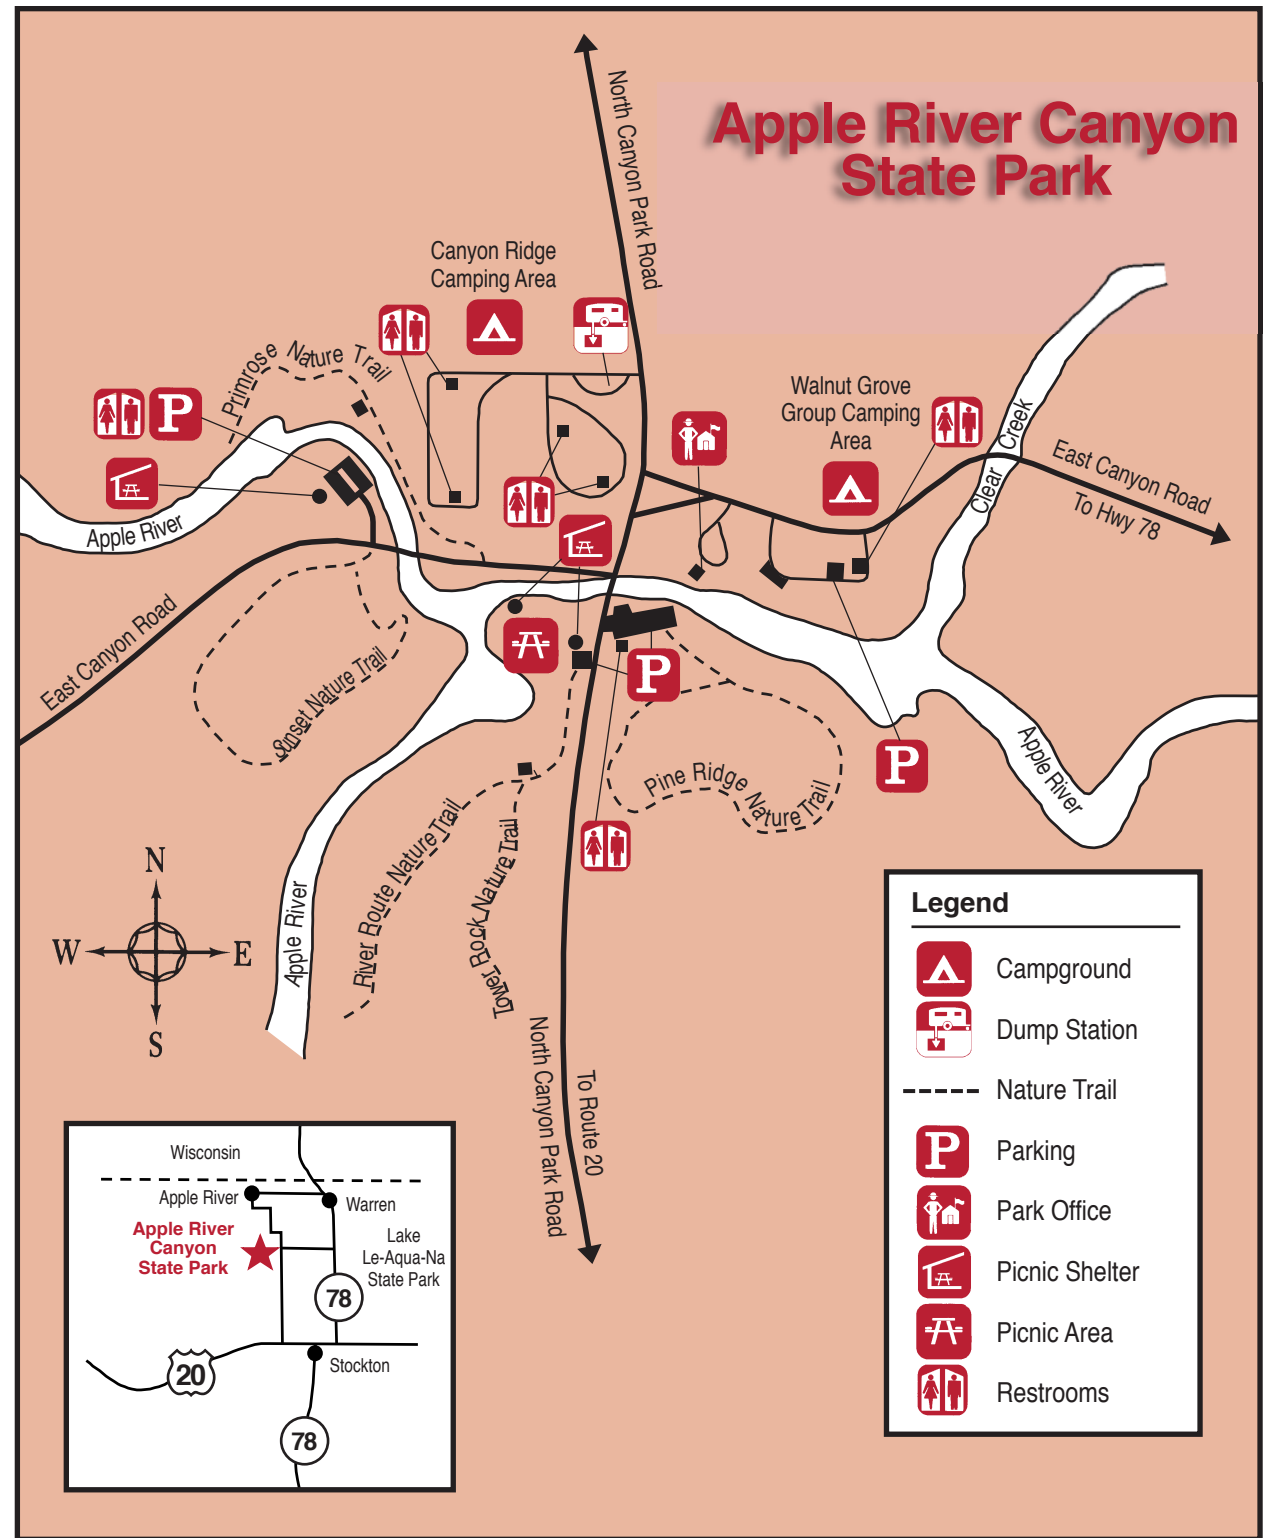 Apple River Canyon
State Park
North Canyon Park Road
Canyon Ridge
Camping Area
Primrose Nature Trail
P
Walnut Grove
Group Camping
Area
Clear Creek
East Canyon Road
To Hwy 78
Apple River
East Canyon Road
Sunset Nature Trail
P
P
Pine Ridge Nature Trail
Apple River
River Route Nature Trail
Tower Rock Nature Trail
Apple River
N
W
E
S
North Canyon Park Road
To Route 20
Legend
Campground
Dump Station
Nature Trail
P
Parking
Park Office
Picnic Shelter
Picnic Area
Restrooms
Wisconsin
Apple River
Warren
Apple River
Canyon
State Park
Lake
Le-Aqua-Na
State Park
78
20
Stockton
78